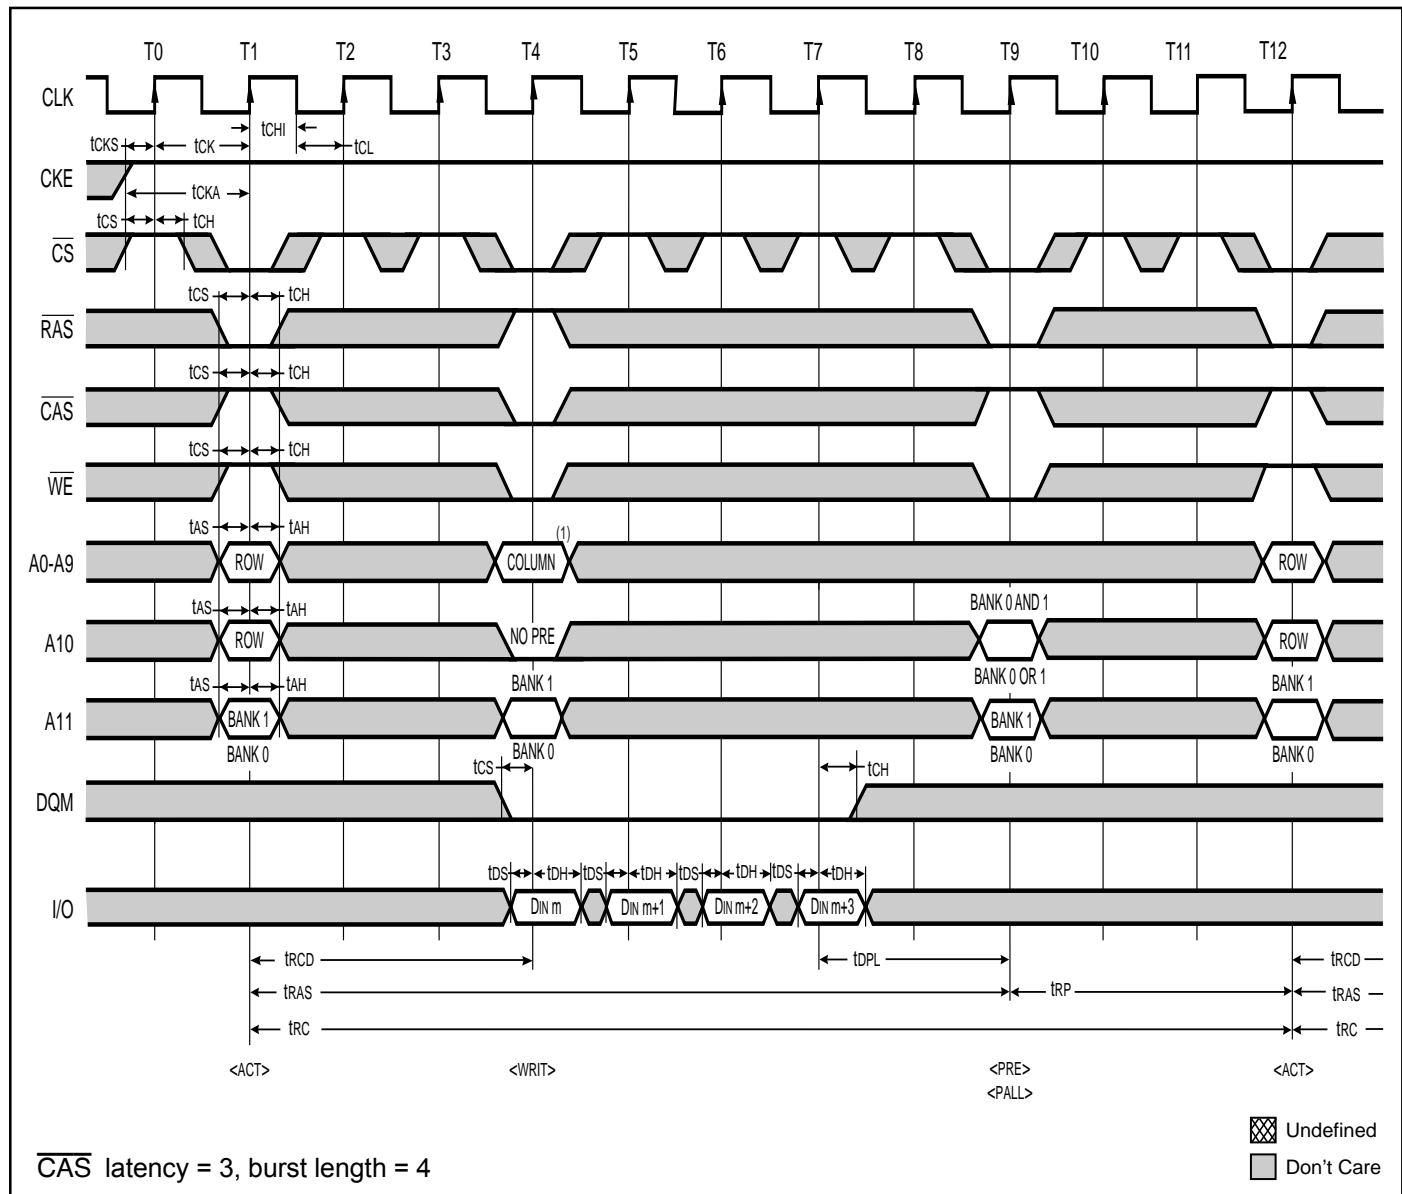 T0 T1 T2 T3 T4 T5 T6 T7 T8 T9 T10 T11 T12
CLK
tCHI
tCKS tCK tCL
CKE
tCKA
tCS tCH
CS
tCS tCH
RAS
tCS tCH
CAS
tCS tCH
WE
tAS tAH (1)
A0-A9 ROW COLUMN ROW
tAS tAH BANK 0 AND 1
A10 ROW NO PRE ROW
tAS tAH BANK 1 BANK 0 OR 1 BANK 1
A11 BANK 1 BANK 1
BANK 0 BANK 0 BANK 0 BANK 0
tCS tCH
DQM
tDS tDH tDS tDH tDS tDH tDS tDH
I/O DIN m DIN m+1 DIN m+2 DIN m+3
tRCD tDPL tRCD
tRAS tRP tRAS
tRC tRC
<ACT> <WRIT> <PRE> <ACT>
<PALL>
Undefined
CAS latency = 3, burst length = 4
Don't Care